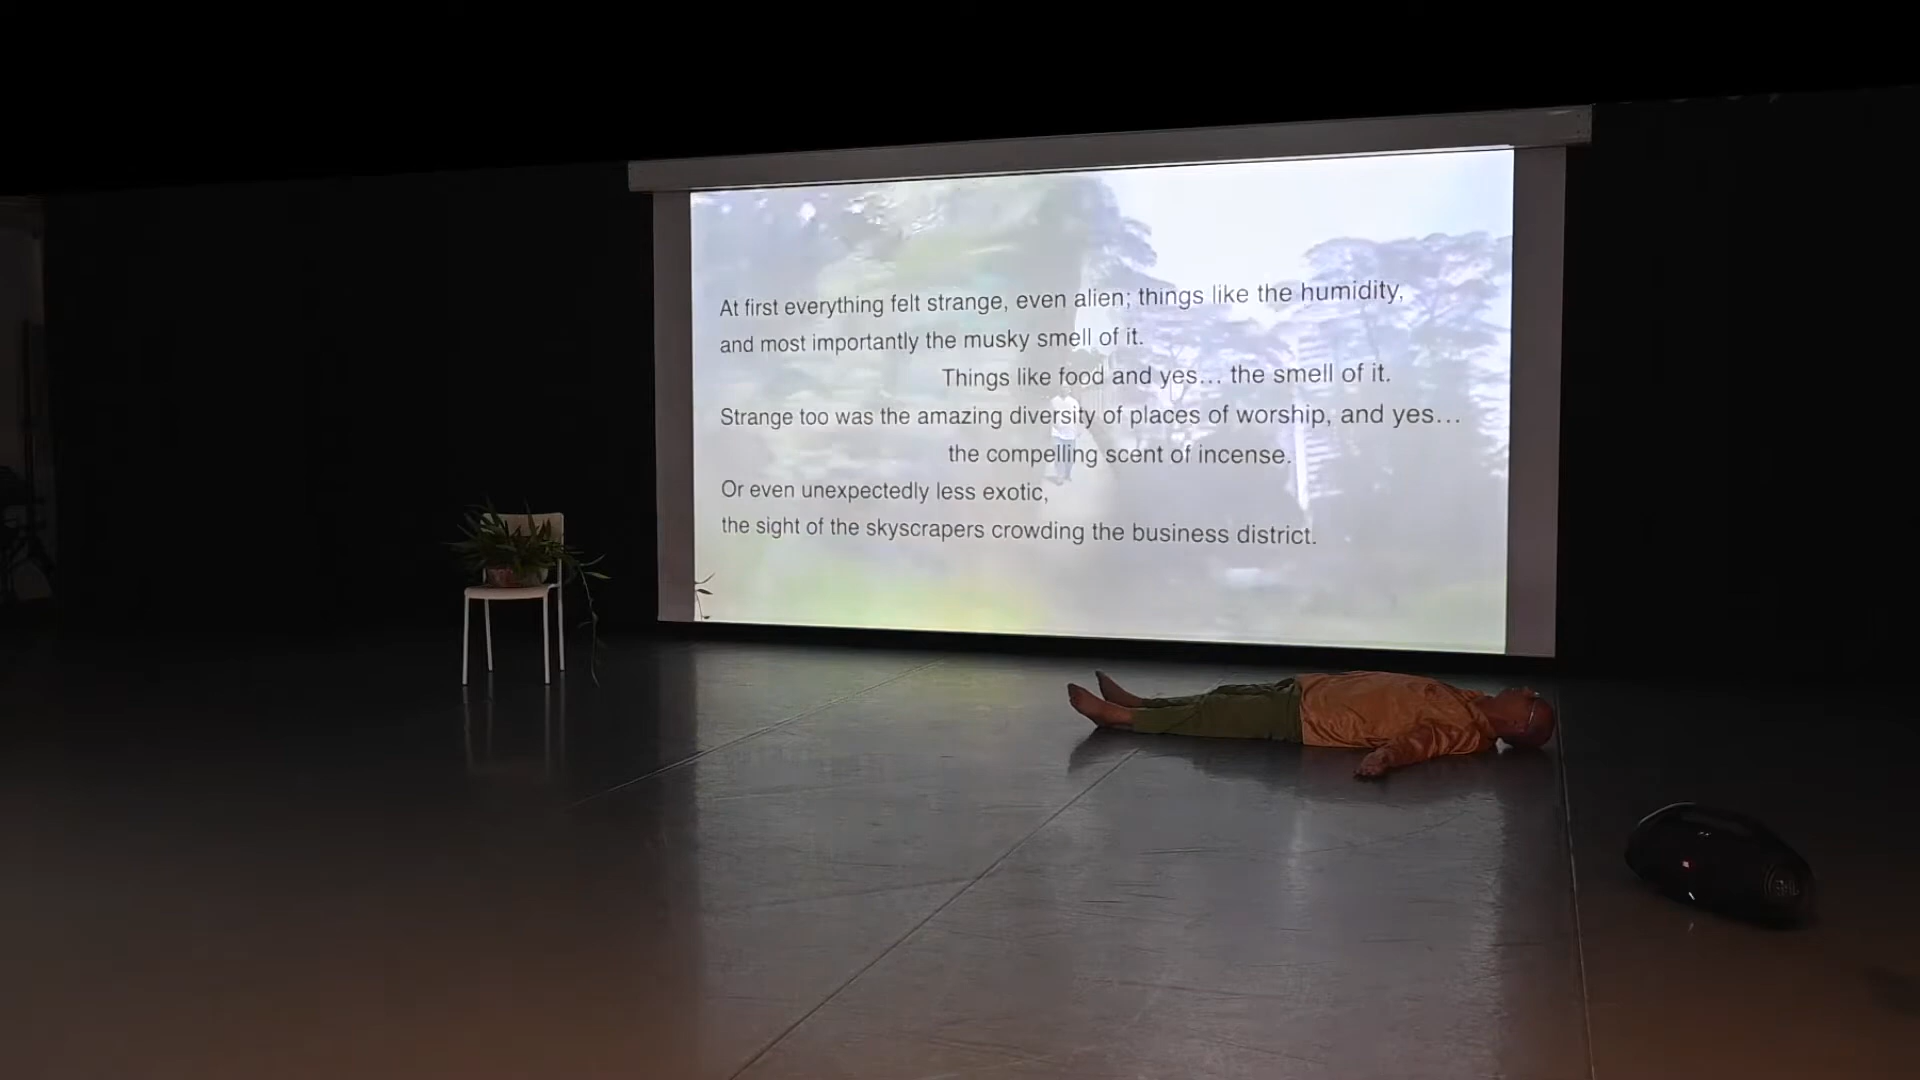 At first everything felt strange, even alien; things like the humidity,
and most importantly the musky smell of it.
Things like food and yes... the smell of it.
Strange too was the amazing diversity of places of worship, and yes...
the compelling scent of incense.
Or even unexpectedly less exotic,
the sight of the skyscrapers crowding the business district.